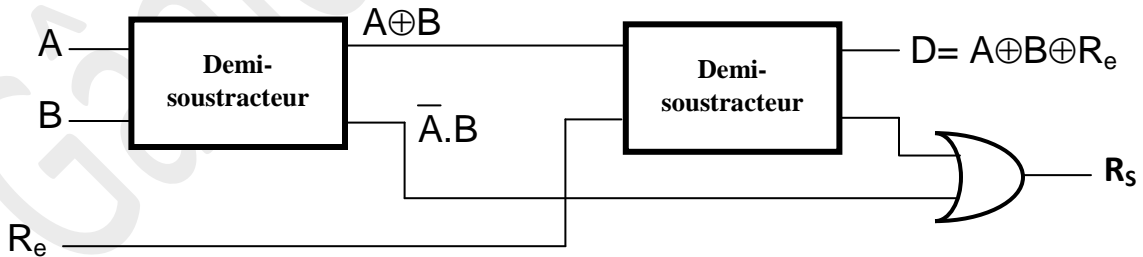 A
B
Demi-
soustracteur
A⊕B
A̅.B
Demi-
soustracteur
D= A⊕B⊕Re
RS
Re